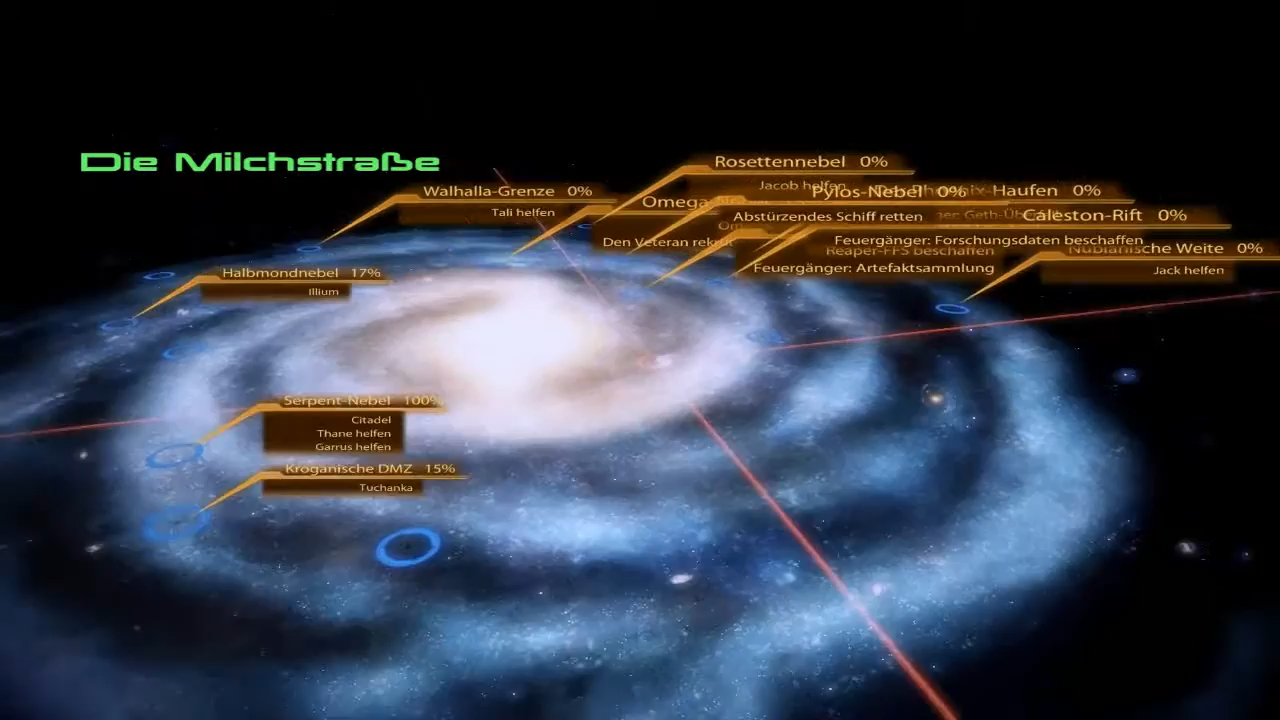 Die Milchstraße
Rosettennebel 0%
Jacob helfen
Walhalla-Grenze 0%
Tali helfen
Pylos-Nebel 0%
Haufen 0%
Omega
Abstürzendes Schiff retten
Caleston-Rift 0%
Den Veteran
Feuergänger: Forschungsdaten beschaffen
Reaper-FFS beschaffen
Nubianische Weite 0%
Feuergänger: Artefaktsammlung
Jack helfen
Halbmondnebel 17%
Illium
Serpent-Nebel 100%
Citadel
Thane helfen
Garrus helfen
Kroganische DMZ 15%
Tuchanka